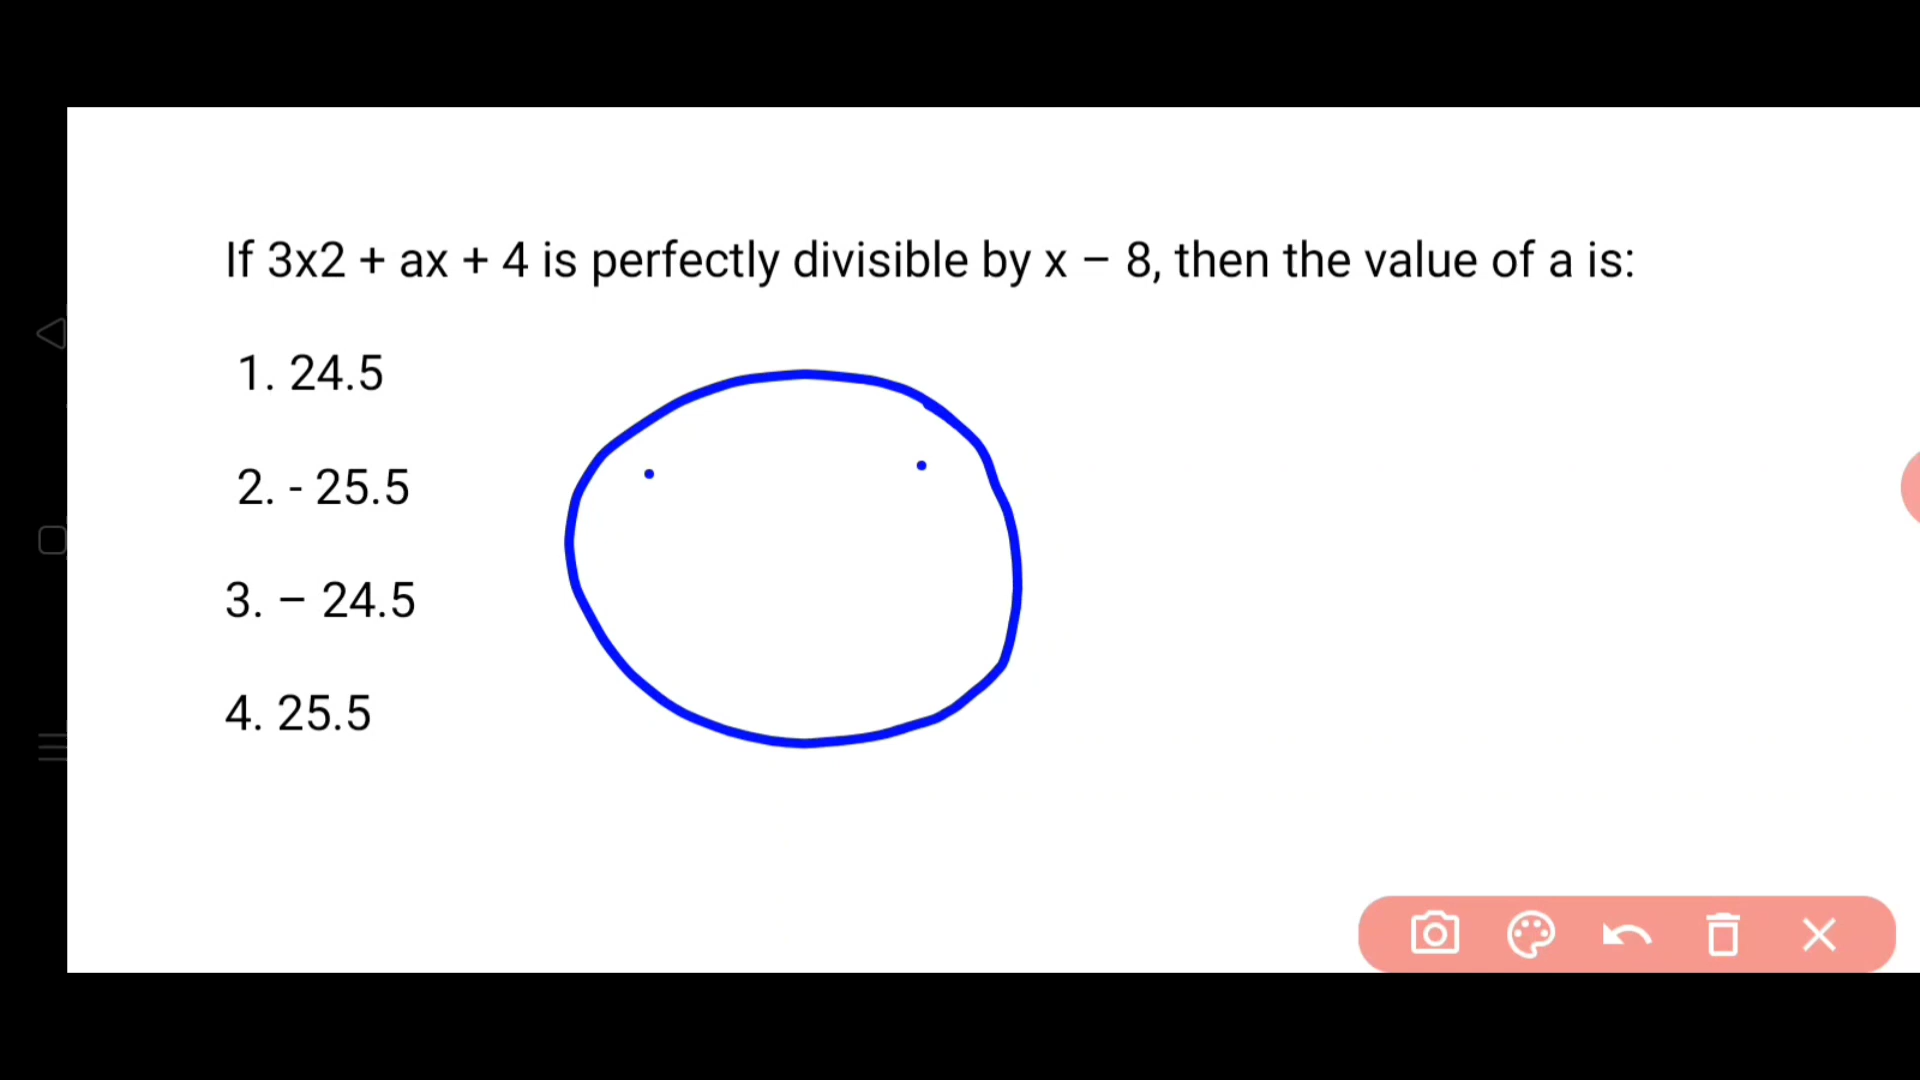 If 3x2 + ax + 4 is perfectly divisible by x – 8, then the value of a is:
1. 24.5
2. - 25.5
3. – 24.5
4. 25.5